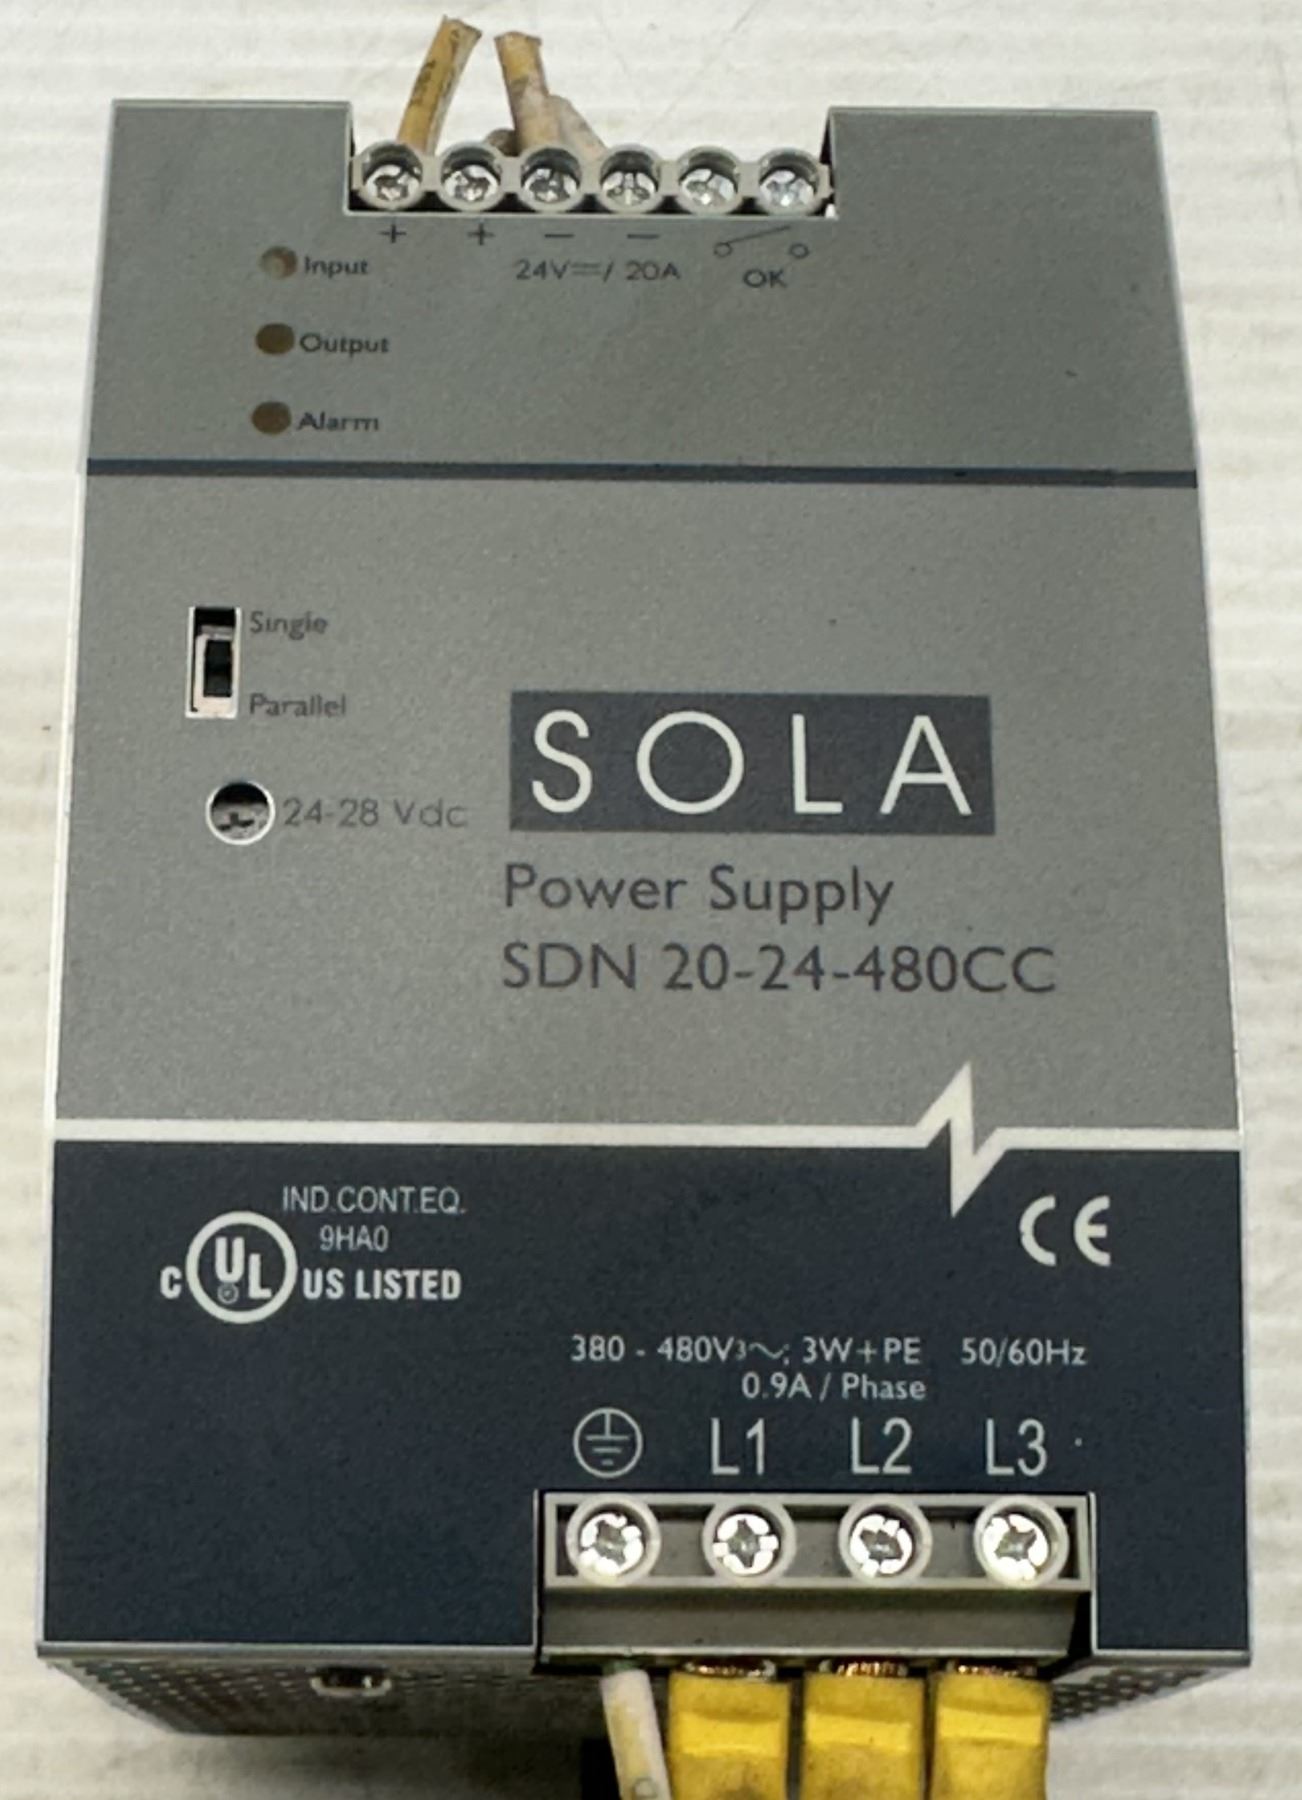 + + − −
Input
24V⎓/ 20A
OK
Output
Alarm
Single
Parallel
24-28 Vdc
SOLA
Power Supply
SDN 20-24-480CC
IND.CONT.EQ.
9HA0
C UL US LISTED
CE
380 - 480V3~; 3W+PE 50/60Hz
0.9A / Phase
L1 L2 L3